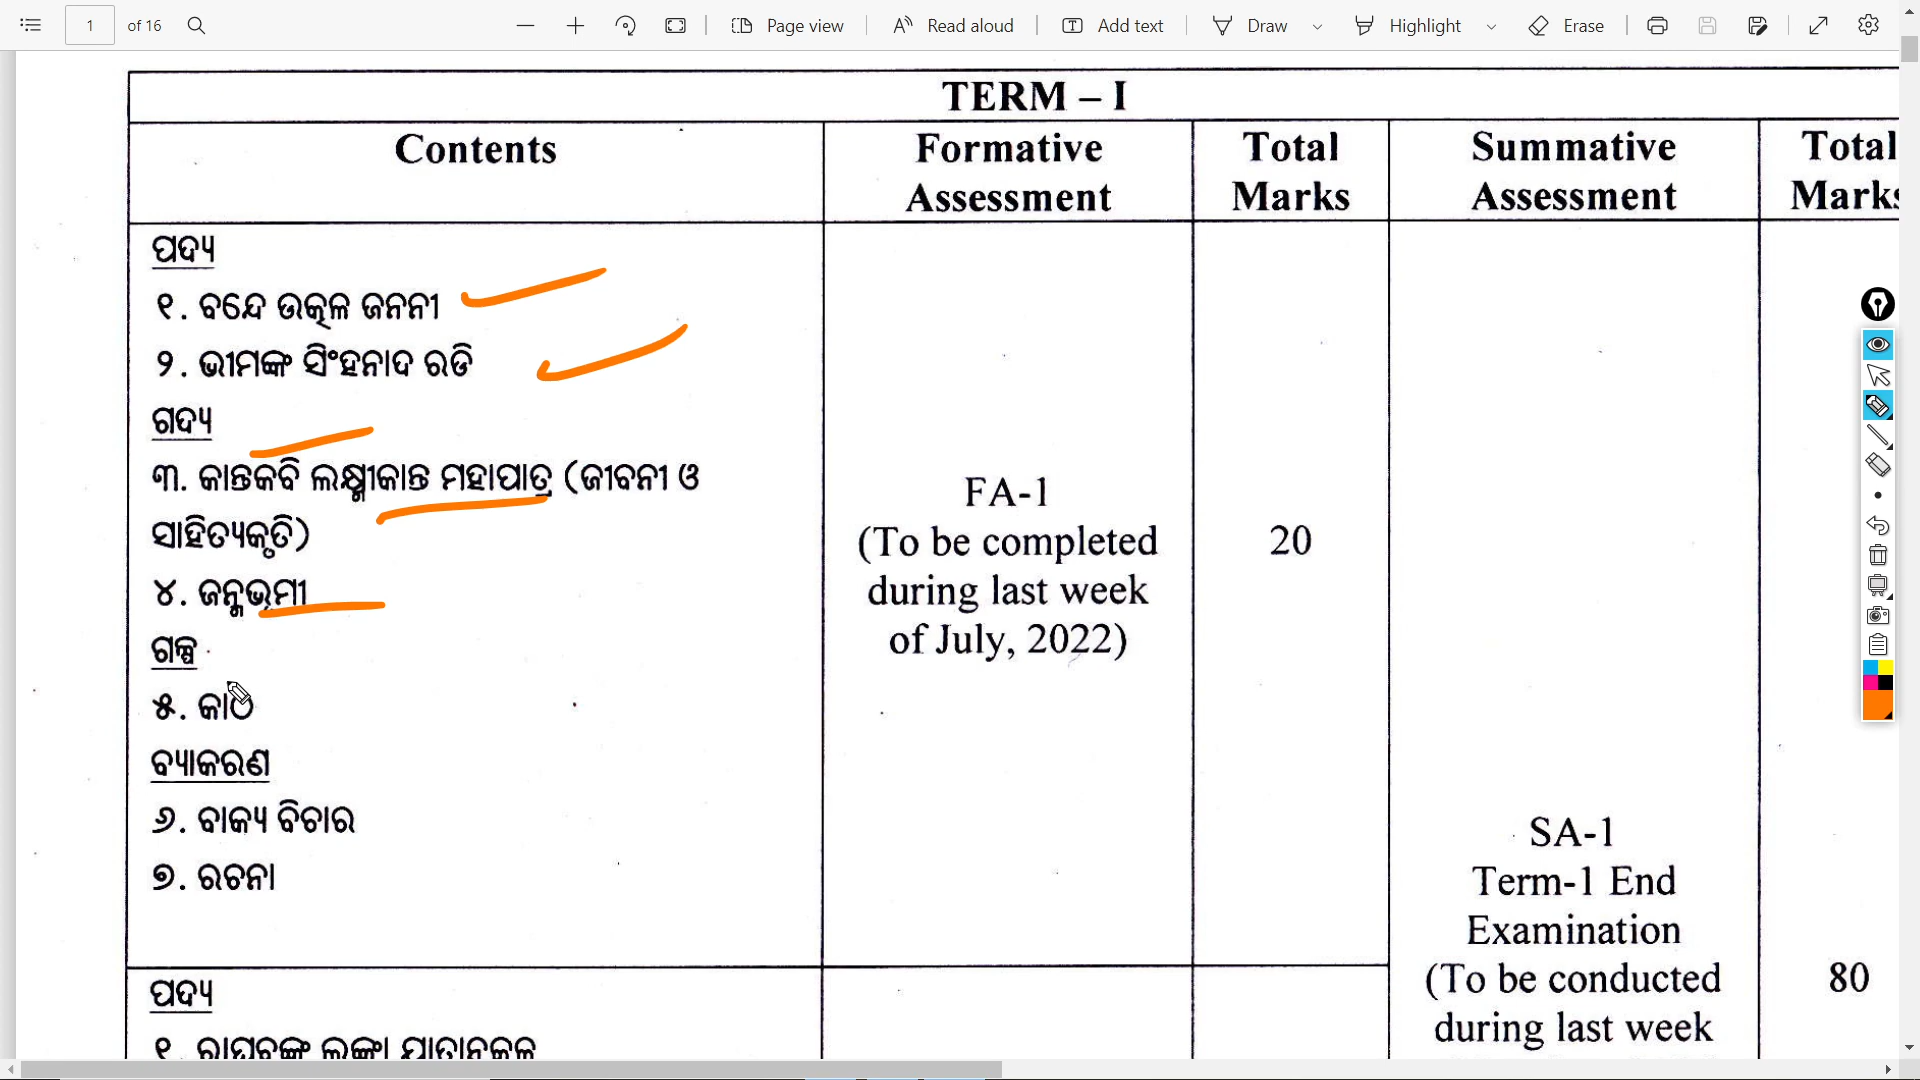 1 of 16 Page view Read aloud Add text Draw Highlight Erase
TERM – I
Contents
Formative
Assessment
Total
Marks
Summative
Assessment
Total
Marks
ପଦ୍ୟ
୧. ବନ୍ଦେ ଉତ୍କଳ ଜନନୀ
୨. ଭୀମଙ୍କ ସିଂହନାଦ ରଡି
ଗଦ୍ୟ
୩. କାନ୍ତକବି ଲକ୍ଷ୍ମୀକାନ୍ତ ମହାପାତ୍ର (ଜୀବନୀ ଓ
ସାହିତ୍ୟକୃତି)
୪. ଜନ୍ମଭୂମୀ
ଗଳ୍ପ
୫. କାଠ
ବ୍ୟାକରଣ
୬. ବାକ୍ୟ ବିଚାର
୭. ରଚନା
FA-1
(To be completed
during last week
of July, 2022)
20
SA-1
Term-1 End
Examination
(To be conducted
during last week
80
ପଦ୍ୟ
୧. ରାଘବଙ୍କ ଲଙ୍କା ଯାତ୍ରାନୁକୂଳ